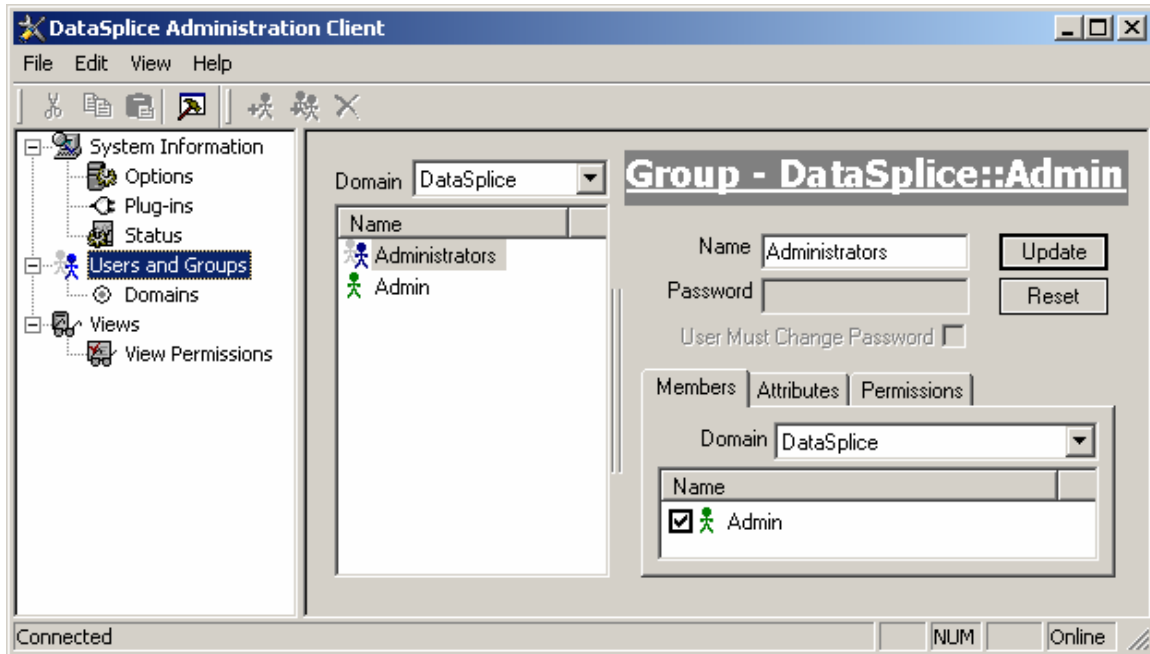 DataSplice Administration Client
File Edit View Help
System Information
Options
Plug-ins
Status
Users and Groups
Domains
Views
View Permissions
Domain DataSplice
Name
Administrators
Admin
Group - DataSplice::Admin
Name Administrators
Update
Password
Reset
User Must Change Password
Members Attributes Permissions
Domain DataSplice
Name
Admin
Connected NUM Online